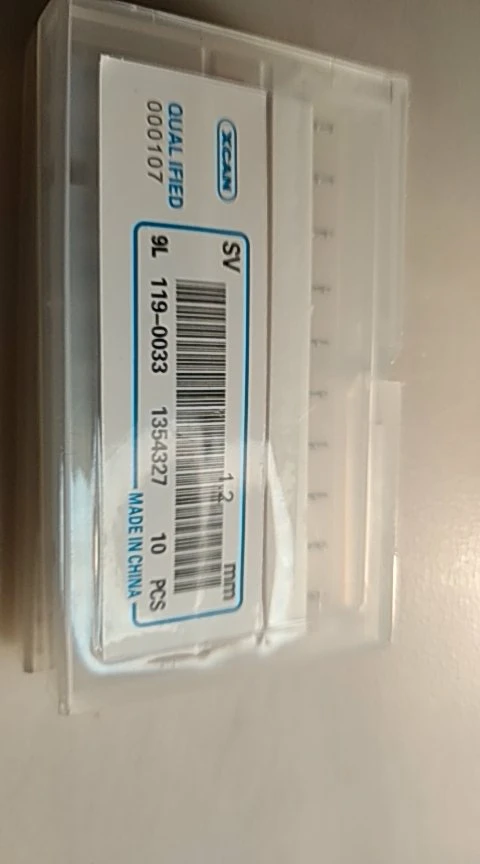 XCAN
QUALIFIED
000107
SV 1.2 mm
9L 119-0033 1354327 10 PCS
MADE IN CHINA